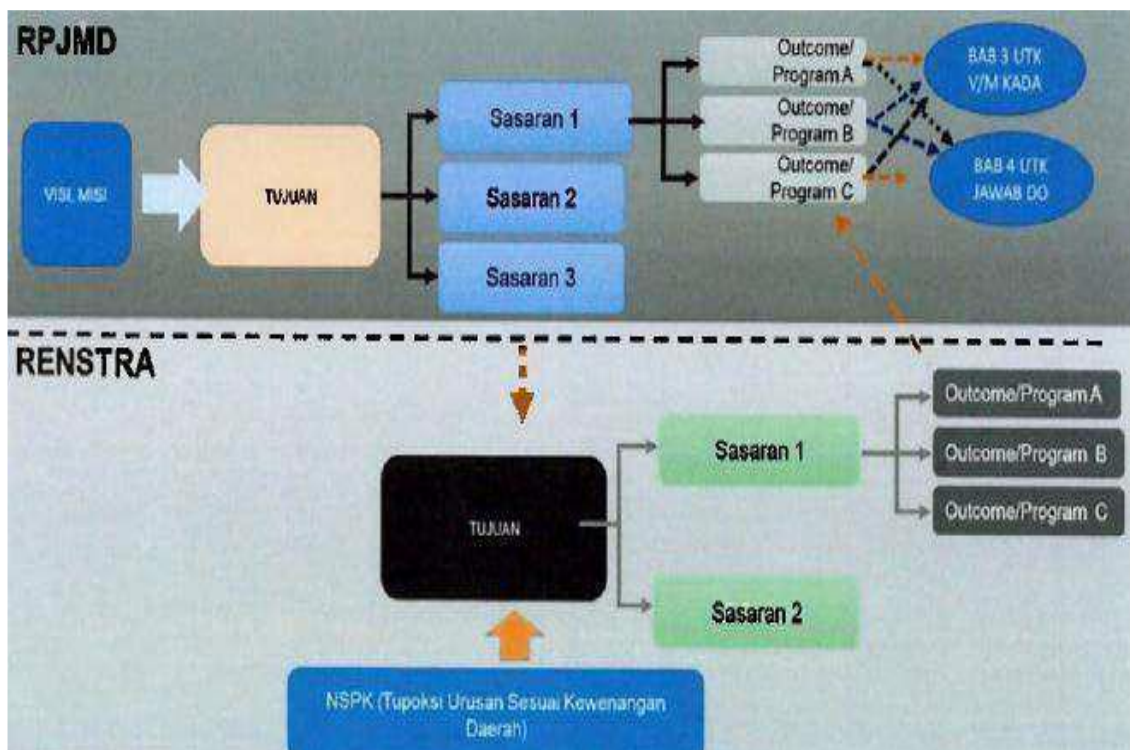 RPJMD
VISI, MISI
TUJUAN
Sasaran 1
Sasaran 2
Sasaran 3
Outcome/
Program A
Outcome/
Program B
Outcome/
Program C
BAB 3 UTK
V/M KADA
BAB 4 UTK
JAWAB DO
RENSTRA
TUJUAN
Sasaran 1
Sasaran 2
Outcome/Program A
Outcome/Program B
Outcome/Program C
NSPK (Tupoksi Urusan Sesuai Kewenangan
Daerah)